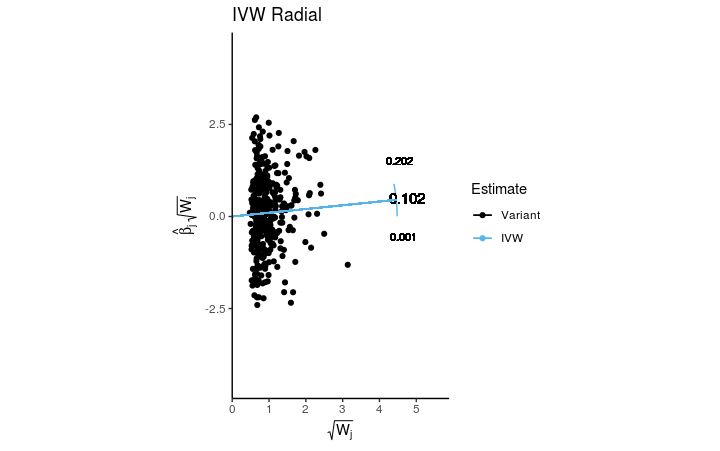 IVW Radial
2.5
0.0
-2.5
β̂j√Wj
0.202
0.102
0.001
0 1 2 3 4 5
√Wj
Estimate
Variant
IVW